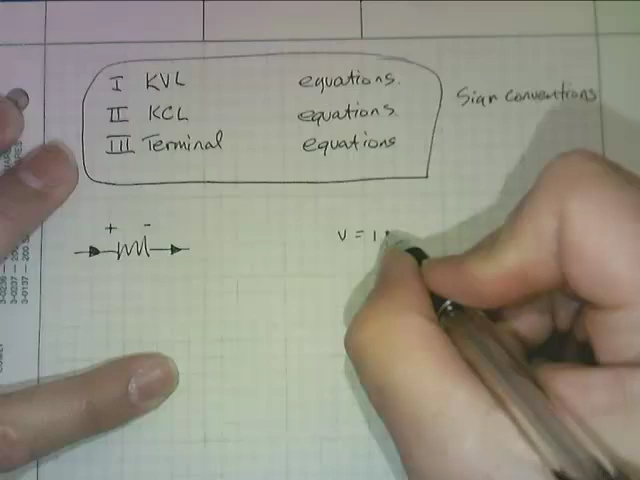 I KVL equations.
II KCL equations.
III Terminal equations
Sign conventions
+ -
V = I